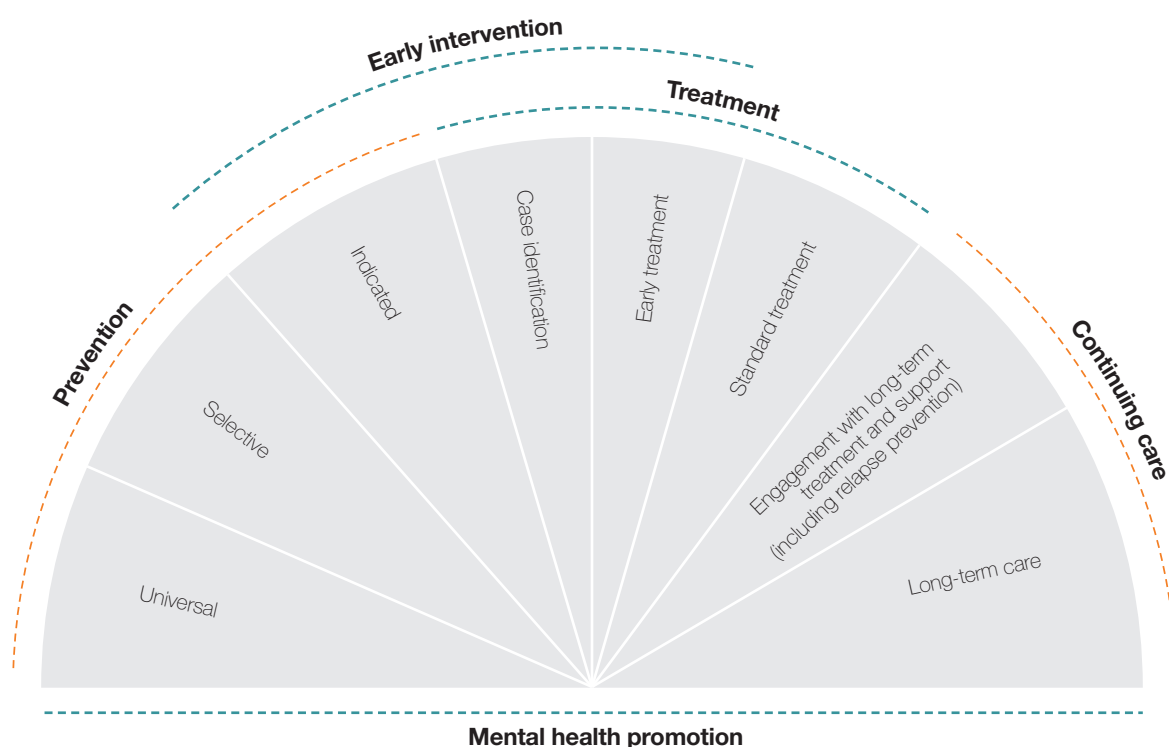 Early intervention
Treatment
Prevention
Continuing care
Universal
Selective
Indicated
Case identification
Early treatment
Standard treatment
Engagement with long-term
treatment and support
(including relapse prevention)
Long-term care
Mental health promotion